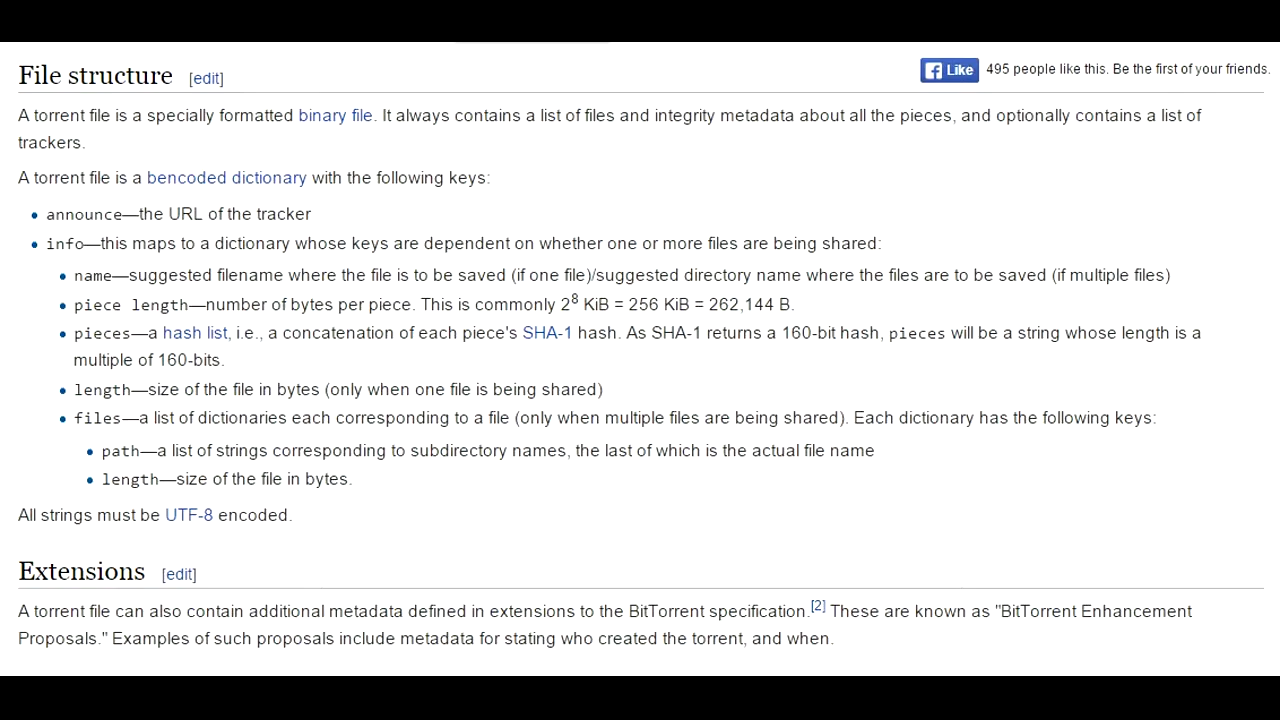 File structure [edit]
Like 495 people like this. Be the first of your friends.
A torrent file is a specially formatted binary file. It always contains a list of files and integrity metadata about all the pieces, and optionally contains a list of
trackers.
A torrent file is a bencoded dictionary with the following keys:
• announce—the URL of the tracker
• info—this maps to a dictionary whose keys are dependent on whether one or more files are being shared:
• name—suggested filename where the file is to be saved (if one file)/suggested directory name where the files are to be saved (if multiple files)
• piece length—number of bytes per piece. This is commonly 2⁸ KiB = 256 KiB = 262,144 B.
• pieces—a hash list, i.e., a concatenation of each piece's SHA-1 hash. As SHA-1 returns a 160-bit hash, pieces will be a string whose length is a
multiple of 160-bits.
• length—size of the file in bytes (only when one file is being shared)
• files—a list of dictionaries each corresponding to a file (only when multiple files are being shared). Each dictionary has the following keys:
• path—a list of strings corresponding to subdirectory names, the last of which is the actual file name
• length—size of the file in bytes.
All strings must be UTF-8 encoded.
Extensions [edit]
A torrent file can also contain additional metadata defined in extensions to the BitTorrent specification.[2] These are known as "BitTorrent Enhancement
Proposals." Examples of such proposals include metadata for stating who created the torrent, and when.